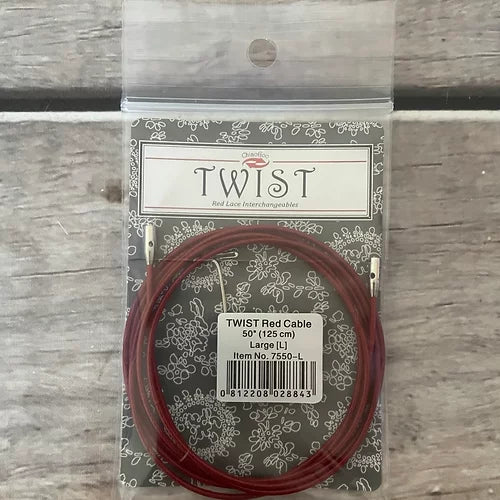 ChiaoGoo
TWIST
Red Lace Interchangeables
TWIST Red Cable
50" (125 cm)
Large [L]
Item No. 7550-L
0 812208 028843